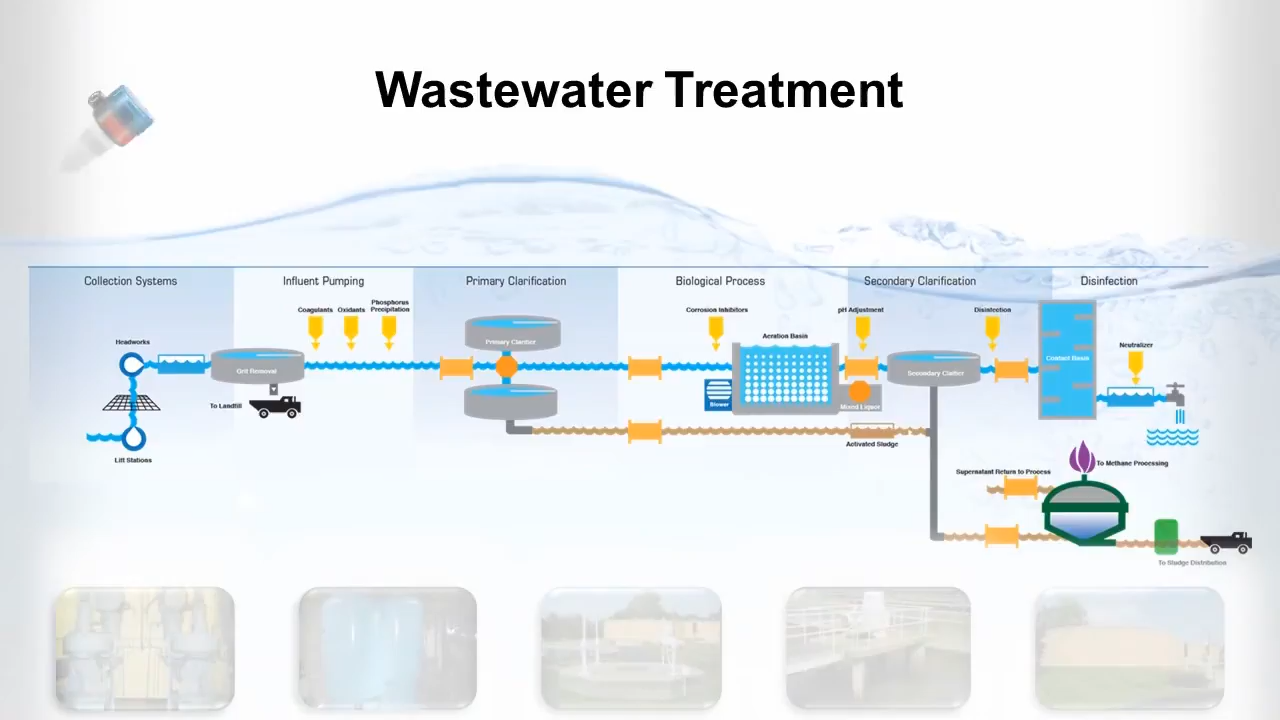 Wastewater Treatment
Collection Systems
Influent Pumping
Primary Clarification
Biological Process
Secondary Clarification
Disinfection
Coagulants
Oxidants
Phosphorus
Precipitation
Corrosion Inhibitors
pH Adjustment
Disinfection
Headworks
Primary Clarifier
Aeration Basin
Neutralizer
Grit Removal
Secondary Clarifier
Contact Basin
To Landfill
Blower
Mixed Liquor
Activated Sludge
Lift Stations
To Methane Processing
Supernatant Return to Process
To Sludge Distribution